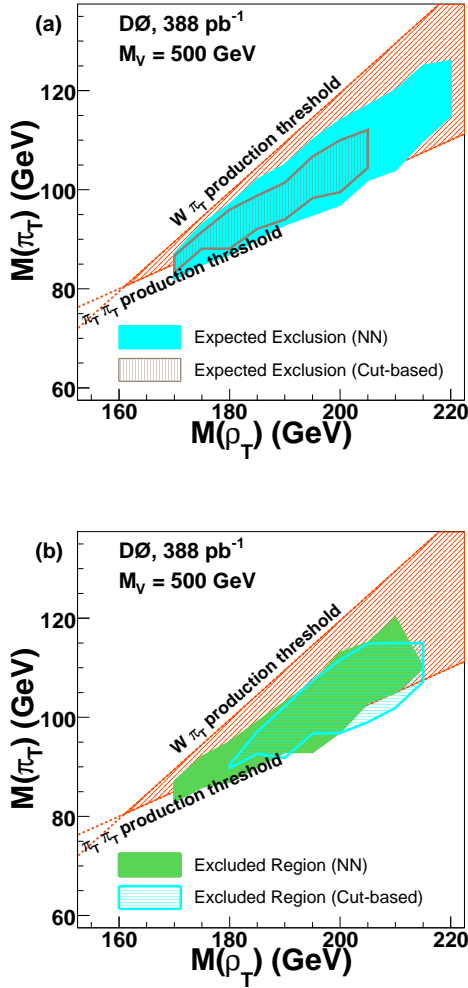 (a)
DØ, 388 pb⁻¹
M_V = 500 GeV
120
100
80
60
M(π_T) (GeV)
W π_T production threshold
π_T π_T production threshold
Expected Exclusion (NN)
Expected Exclusion (Cut-based)
160 180 200 220
M(ρ_T) (GeV)
(b)
DØ, 388 pb⁻¹
M_V = 500 GeV
120
100
80
60
M(π_T) (GeV)
W π_T production threshold
π_T π_T production threshold
Excluded Region (NN)
Excluded Region (Cut-based)
160 180 200 220
M(ρ_T) (GeV)